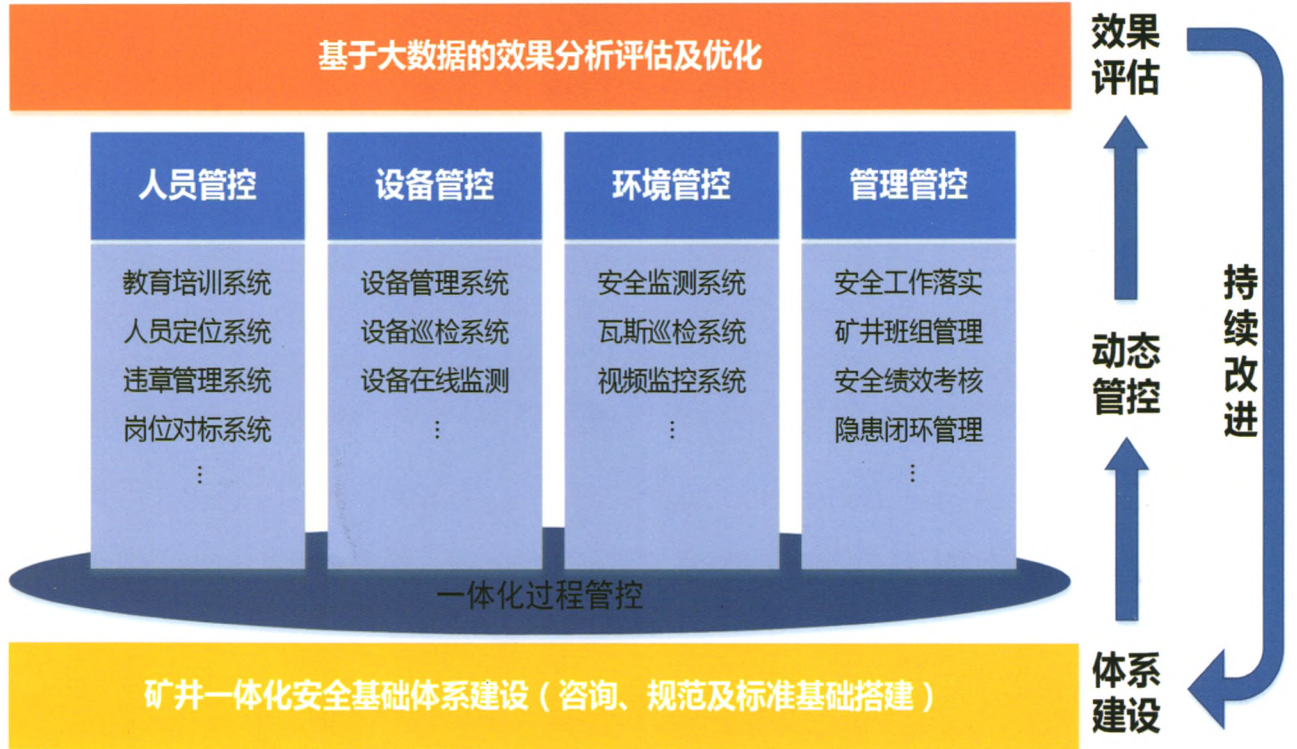 基于大数据的效果分析评估及优化
效果
评估
人员管控
教育培训系统
人员定位系统
违章管理系统
岗位对标系统
⋮
设备管控
设备管理系统
设备巡检系统
设备在线监测
⋮
环境管控
安全监测系统
瓦斯巡检系统
视频监控系统
⋮
管理管控
安全工作落实
矿井班组管理
安全绩效考核
隐患闭环管理
⋮
动态
管控
持续改进
一体化过程管控
矿井一体化安全基础体系建设（咨询、规范及标准基础搭建）
体系
建设